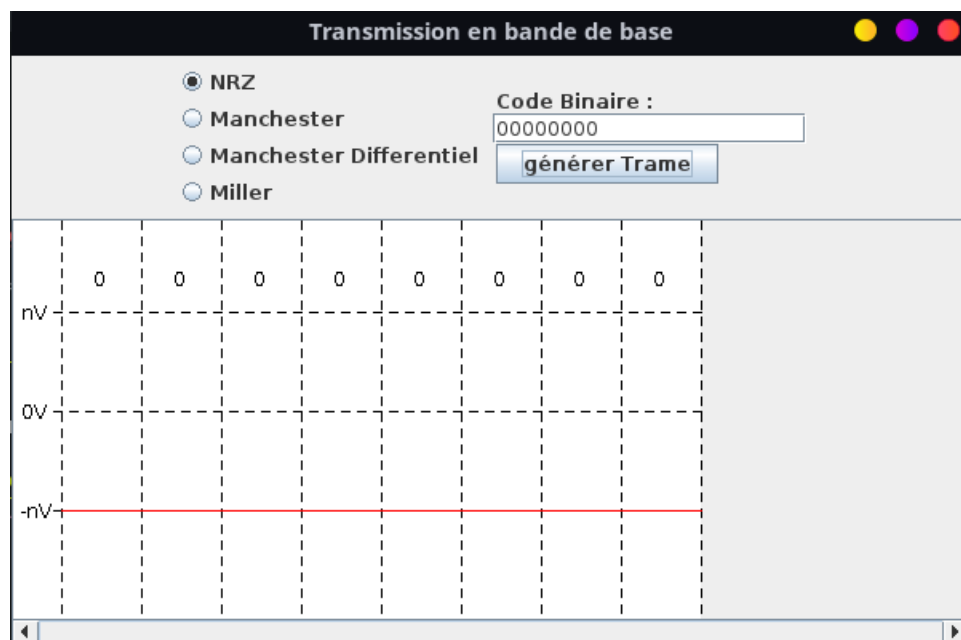 Transmission en bande de base
NRZ
Manchester
Manchester Differentiel
Miller
Code Binaire :
00000000
générer Trame
0 0 0 0 0 0 0 0
nV
0V
-nV